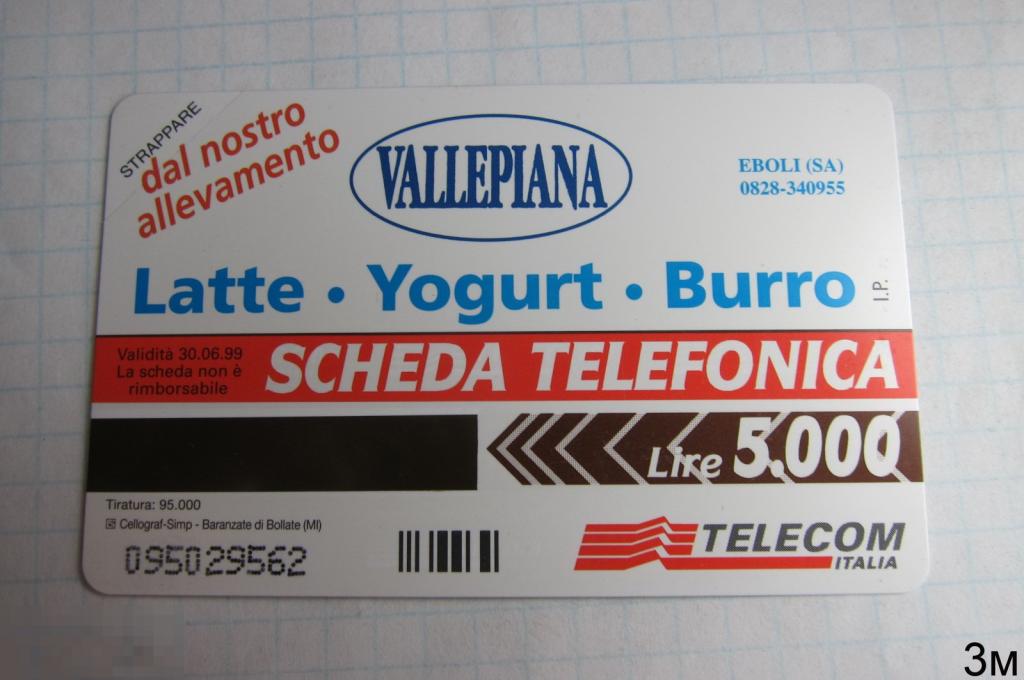 STRAPPARE
dal nostro
allevamento
VALLEPIANA
EBOLI (SA)
0828-340955
Latte • Yogurt • Burro
I.P.
Validità 30.06.99
La scheda non è
rimborsabile
SCHEDA TELEFONICA
Lire 5.000
Tiratura: 95.000
Cellograf-Simp - Baranzate di Bollate (MI)
095029562
TELECOM
ITALIA
3м